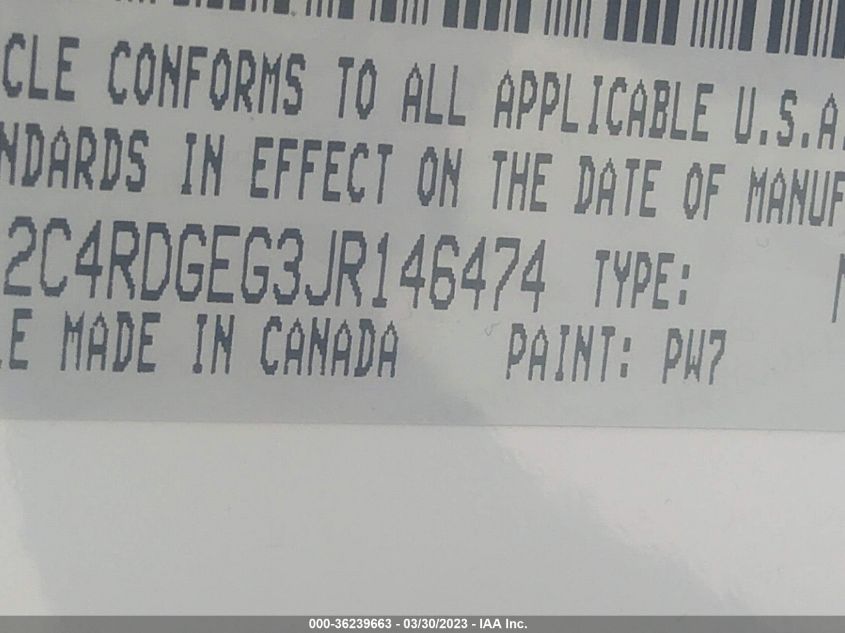 CLE CONFORMS TO ALL APPLICABLE U.S.A.
NDARDS IN EFFECT ON THE DATE OF MANUF
2C4RDGEG3JR146474 TYPE:
E MADE IN CANADA PAINT: PW7
000-36239663 - 03/30/2023 - IAA Inc.